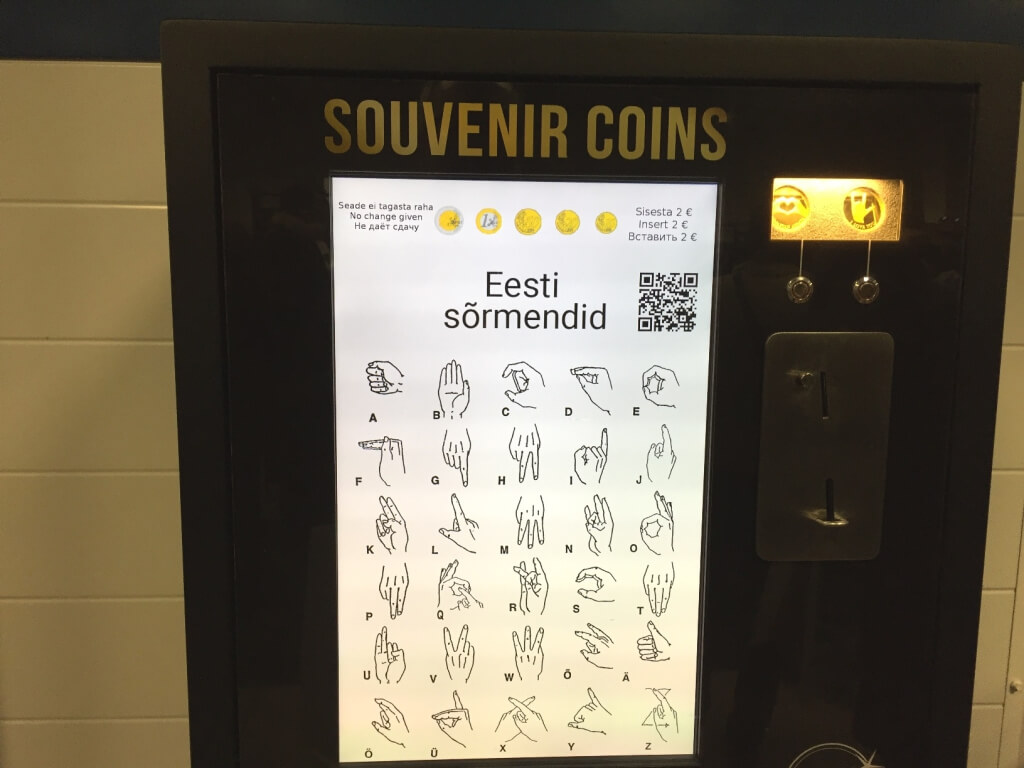 SOUVENIR COINS
Seade ei tagasta raha
No change given
Не даёт сдачу
Sisesta 2 €
Insert 2 €
Вставить 2 €
Eesti
sõrmendid
A B C D E
F G H I J
K L M N O
P Q R S T
U V W Õ Ä
Ö Ü X Y Z